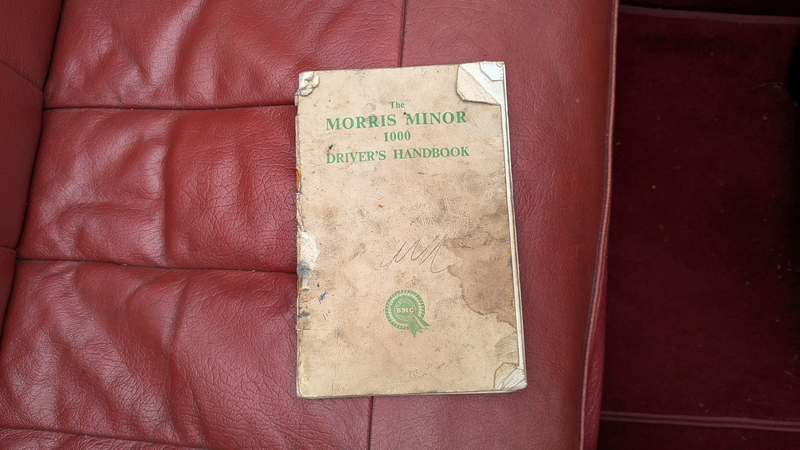 The
MORRIS MINOR
1000
DRIVER'S HANDBOOK
BMC